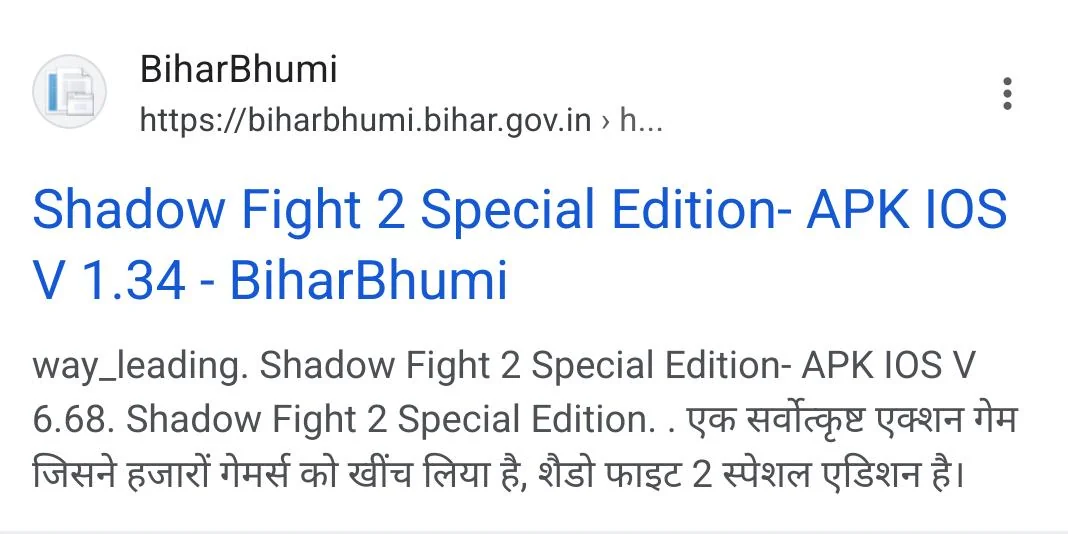 BiharBhumi
https://biharbhumi.bihar.gov.in › h...
Shadow Fight 2 Special Edition- APK IOS
V 1.34 - BiharBhumi
way_leading. Shadow Fight 2 Special Edition- APK IOS V
6.68. Shadow Fight 2 Special Edition. . एक सर्वोत्कृष्ट एक्शन गेम
जिसने हजारों गेमर्स को खींच लिया है, शैडो फाइट 2 स्पेशल एडिशन है।